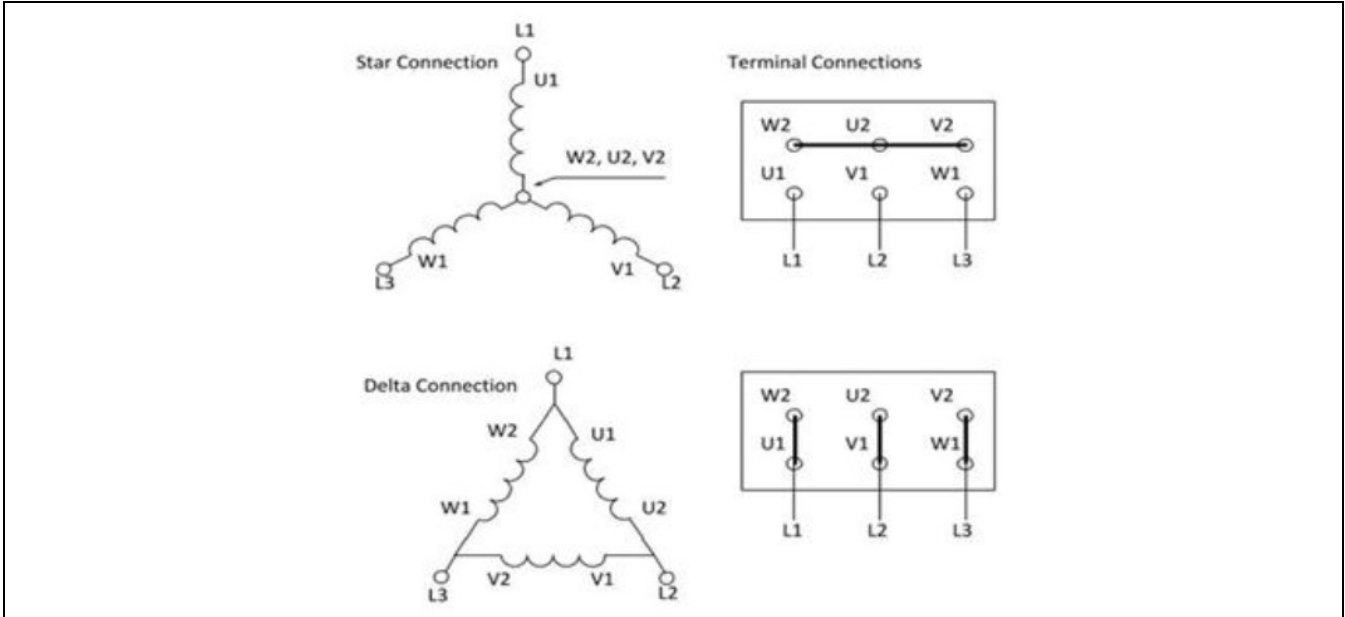 L1
Star Connection
Terminal Connections
U1
W2 U2 V2
W2, U2, V2
U1 V1 W1
W1 V1
L3 L2
L1 L2 L3
L1
Delta Connection
W2 U2 V2
W2 U1
U1 V1 W1
W1 U2
L1 L2 L3
V2 V1
L3 L2